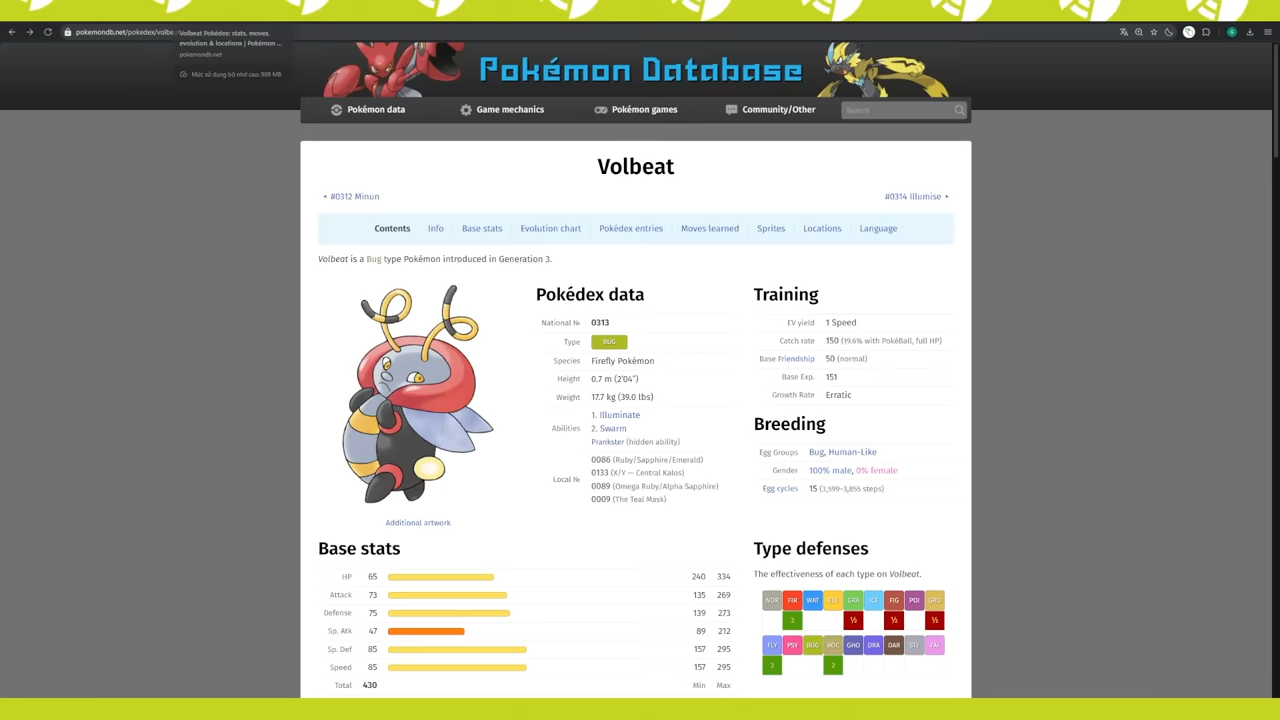 pokemondb.net/pokedex/volbe
Volbeat Pokédex: stats, moves,
evolution & locations | Pokémon ...
pokemondb.net
Mức sử dụng bộ nhớ cao: 969 MB
Pokémon Database
Pokémon data
Game mechanics
Pokémon games
Community/Other
Search
Volbeat
#0312 Minun
#0314 Illumise
Contents Info Base stats Evolution chart Pokédex entries Moves learned Sprites Locations Language
Volbeat is a Bug type Pokémon introduced in Generation 3.
Additional artwork
Pokédex data
National № 0313
Type BUG
Species Firefly Pokémon
Height 0.7 m (2′04″)
Weight 17.7 kg (39.0 lbs)
Abilities
1. Illuminate
2. Swarm
Prankster (hidden ability)
Local №
0086 (Ruby/Sapphire/Emerald)
0133 (X/Y — Central Kalos)
0089 (Omega Ruby/Alpha Sapphire)
0009 (The Teal Mask)
Training
EV yield 1 Speed
Catch rate 150 (19.6% with PokéBall, full HP)
Base Friendship 50 (normal)
Base Exp. 151
Growth Rate Erratic
Breeding
Egg Groups Bug, Human-Like
Gender 100% male, 0% female
Egg cycles 15 (3,599–3,855 steps)
Base stats
HP 65 240 334
Attack 73 135 269
Defense 75 139 273
Sp. Atk 47 89 212
Sp. Def 85 157 295
Speed 85 157 295
Total 430 Min Max
Type defenses
The effectiveness of each type on Volbeat.
NOR FIR WAT ELE GRA ICE FIG POI GRO
2 ½ ½ ½
FLY PSY BUG ROC GHO DRA DAR STE FAI
2 2